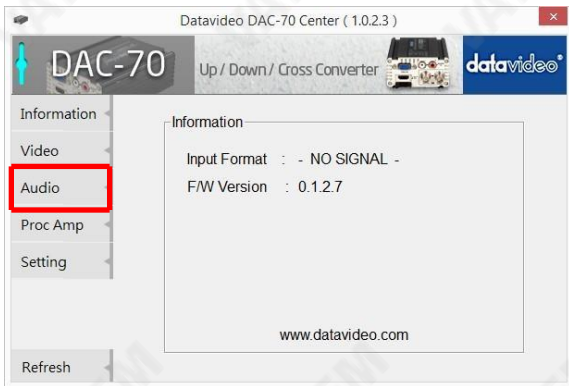 Datavideo DAC-70 Center ( 1.0.2.3 )
DAC-70 Up / Down / Cross Converter datavideo®
Information
Video
Audio
Proc Amp
Setting
Refresh
Information
Input Format : - NO SIGNAL -
F/W Version : 0.1.2.7
www.datavideo.com